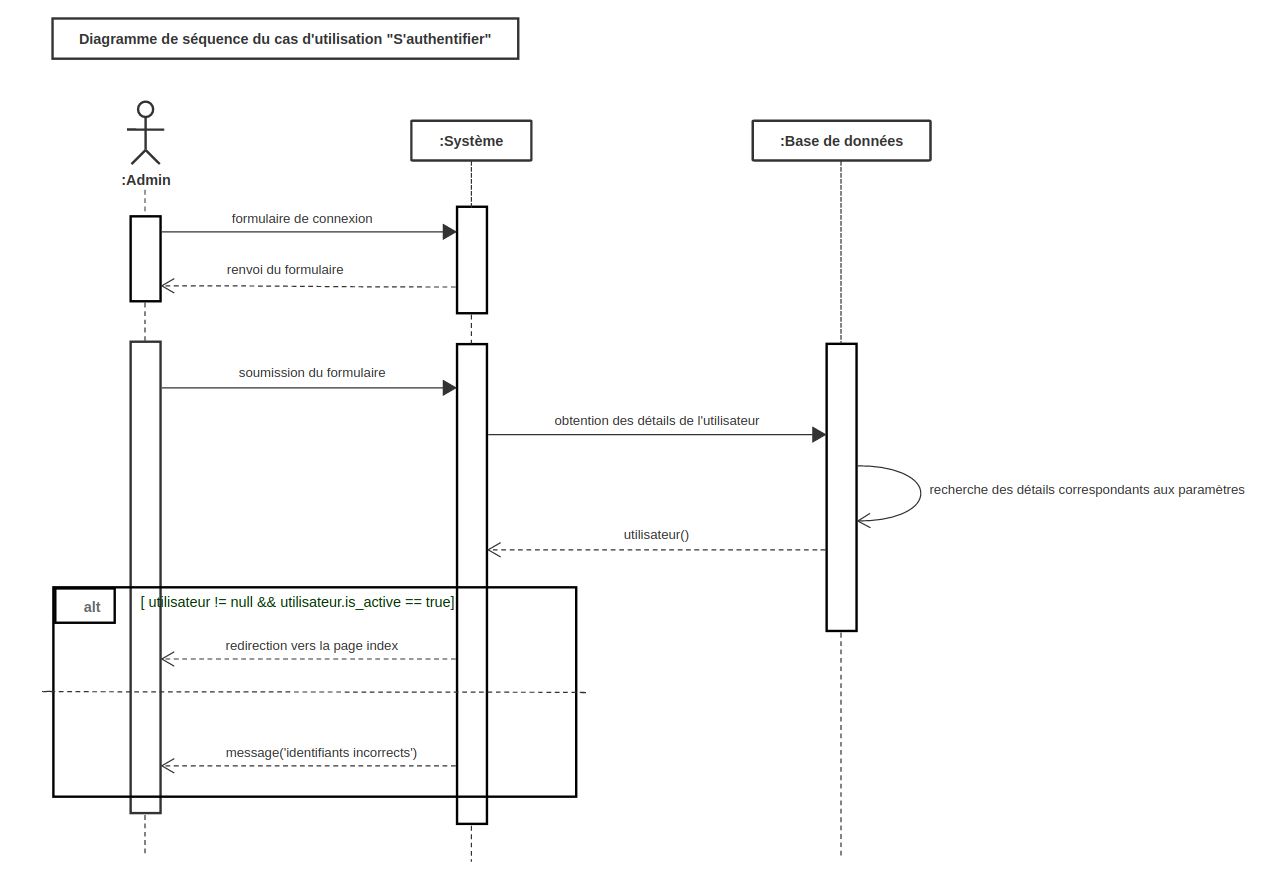 Diagramme de séquence du cas d'utilisation "S'authentifier"
:Admin
:Système
:Base de données
formulaire de connexion
renvoi du formulaire
soumission du formulaire
obtention des détails de l'utilisateur
recherche des détails correspondants aux paramètres
utilisateur()
alt
[ utilisateur != null && utilisateur.is_active == true]
redirection vers la page index
message('identifiants incorrects')